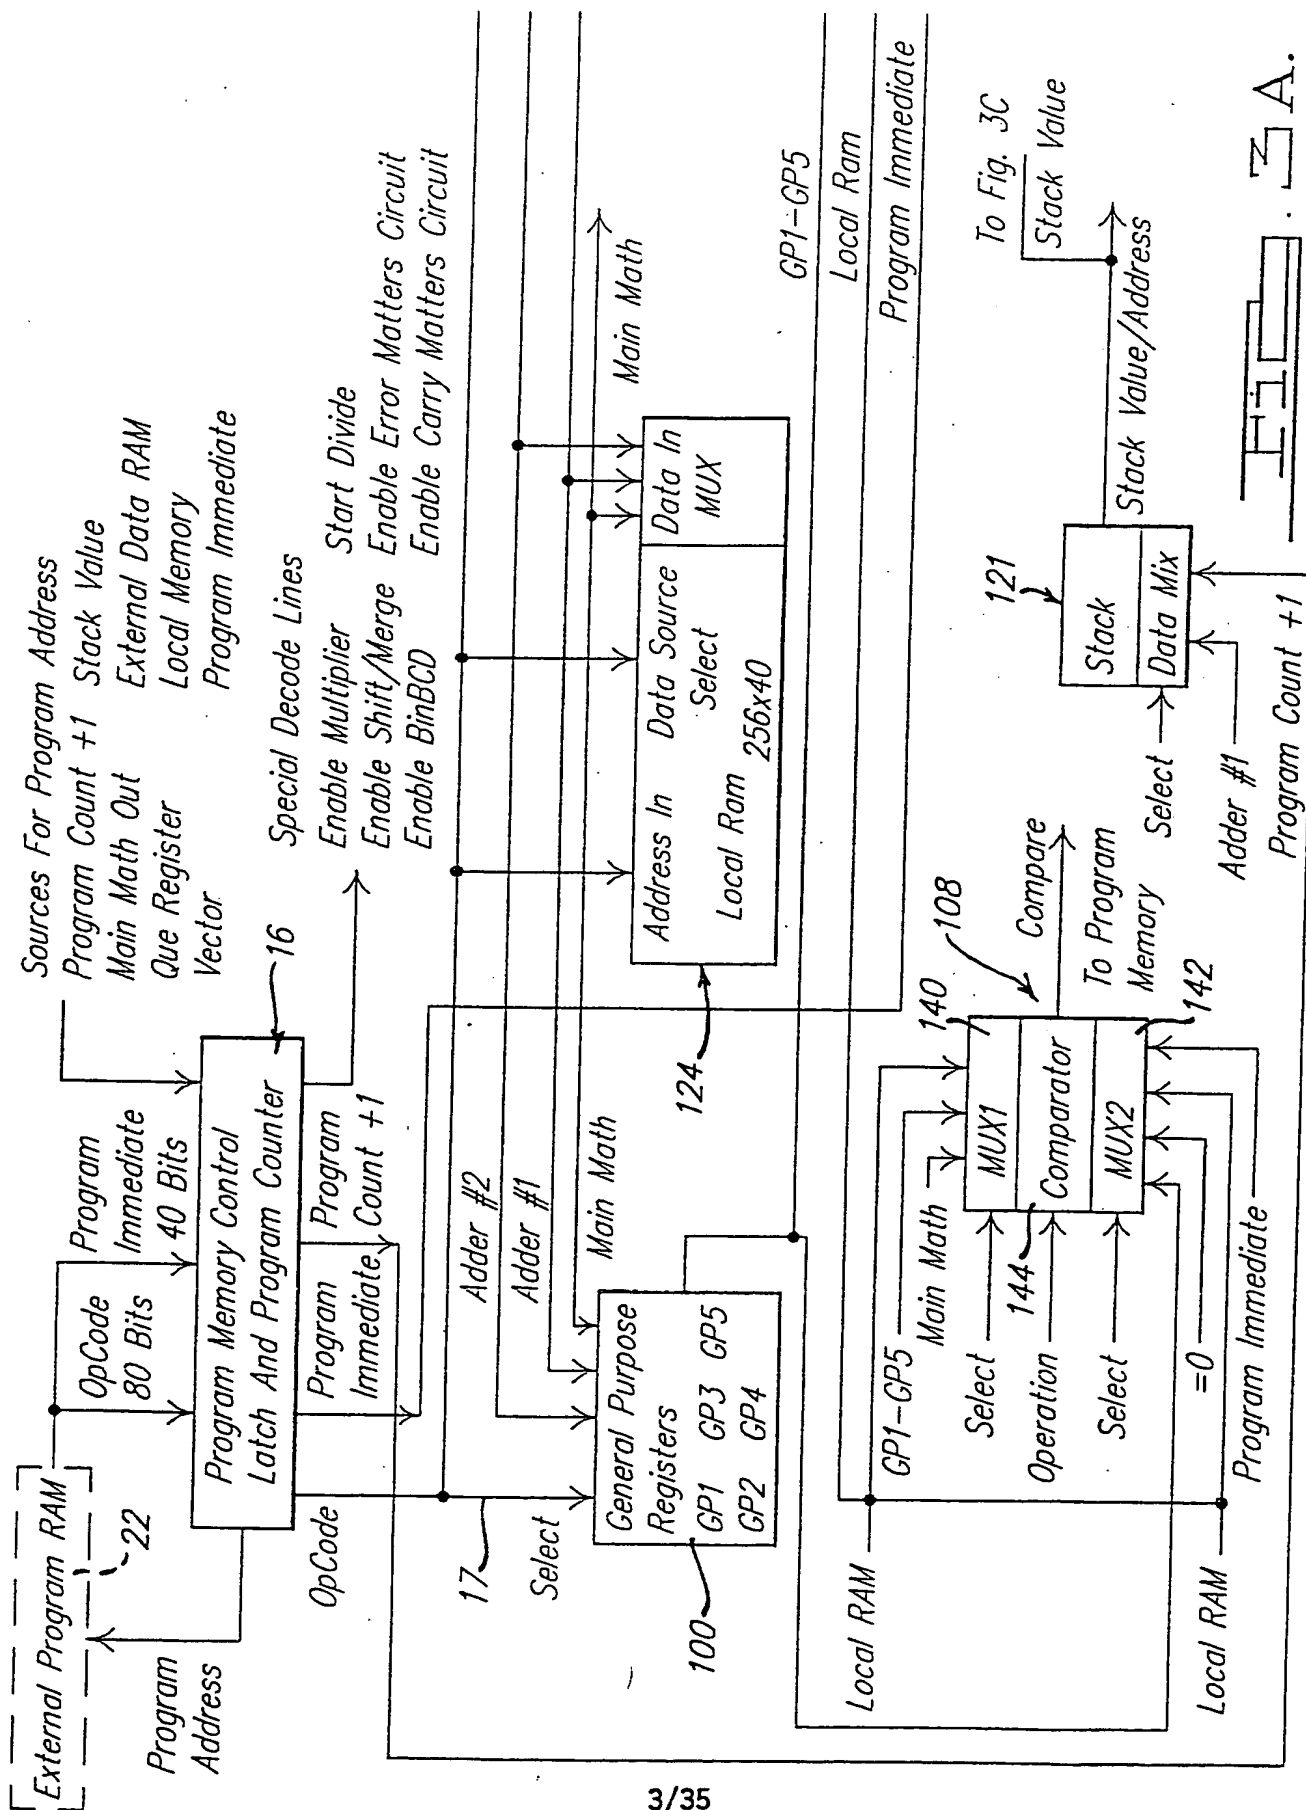 External Program RAM
22
Program
Address
OpCode
80 Bits
Program
Immediate
40 Bits
Sources For Program Address
Program Count +1
Main Math Out
Que Register
Vector
Stack Value
External Data RAM
Local Memory
Program Immediate
16
Program Memory Control
Latch And Program Counter
OpCode
Program
Immediate
Program
Count +1
Special Decode Lines
Enable Multiplier
Enable Shift/Merge
Enable BinBCD
Start Divide
Enable Error Matters Circuit
Enable Carry Matters Circuit
17
Select
Adder #2
Adder #1
Main Math
General Purpose
Registers
GP1 GP3 GP5
GP2 GP4
100
Address In
Data Source
Select
Local Ram
256x40
Data In
MUX
124
Main Math
GP1-GP5
Local Ram
Program Immediate
Local RAM
GP1-GP5
Main Math
Select
Operation
Select
144
=0
Program Immediate
Local RAM
MUX1
Comparator
MUX2
140
142
108
Compare
To Program
Memory
121
Stack
Data Mix
Select
Adder #1
Program Count +1
Stack Value/Address
To Fig. 3C
Stack Value
Fig. 3A.
3/35